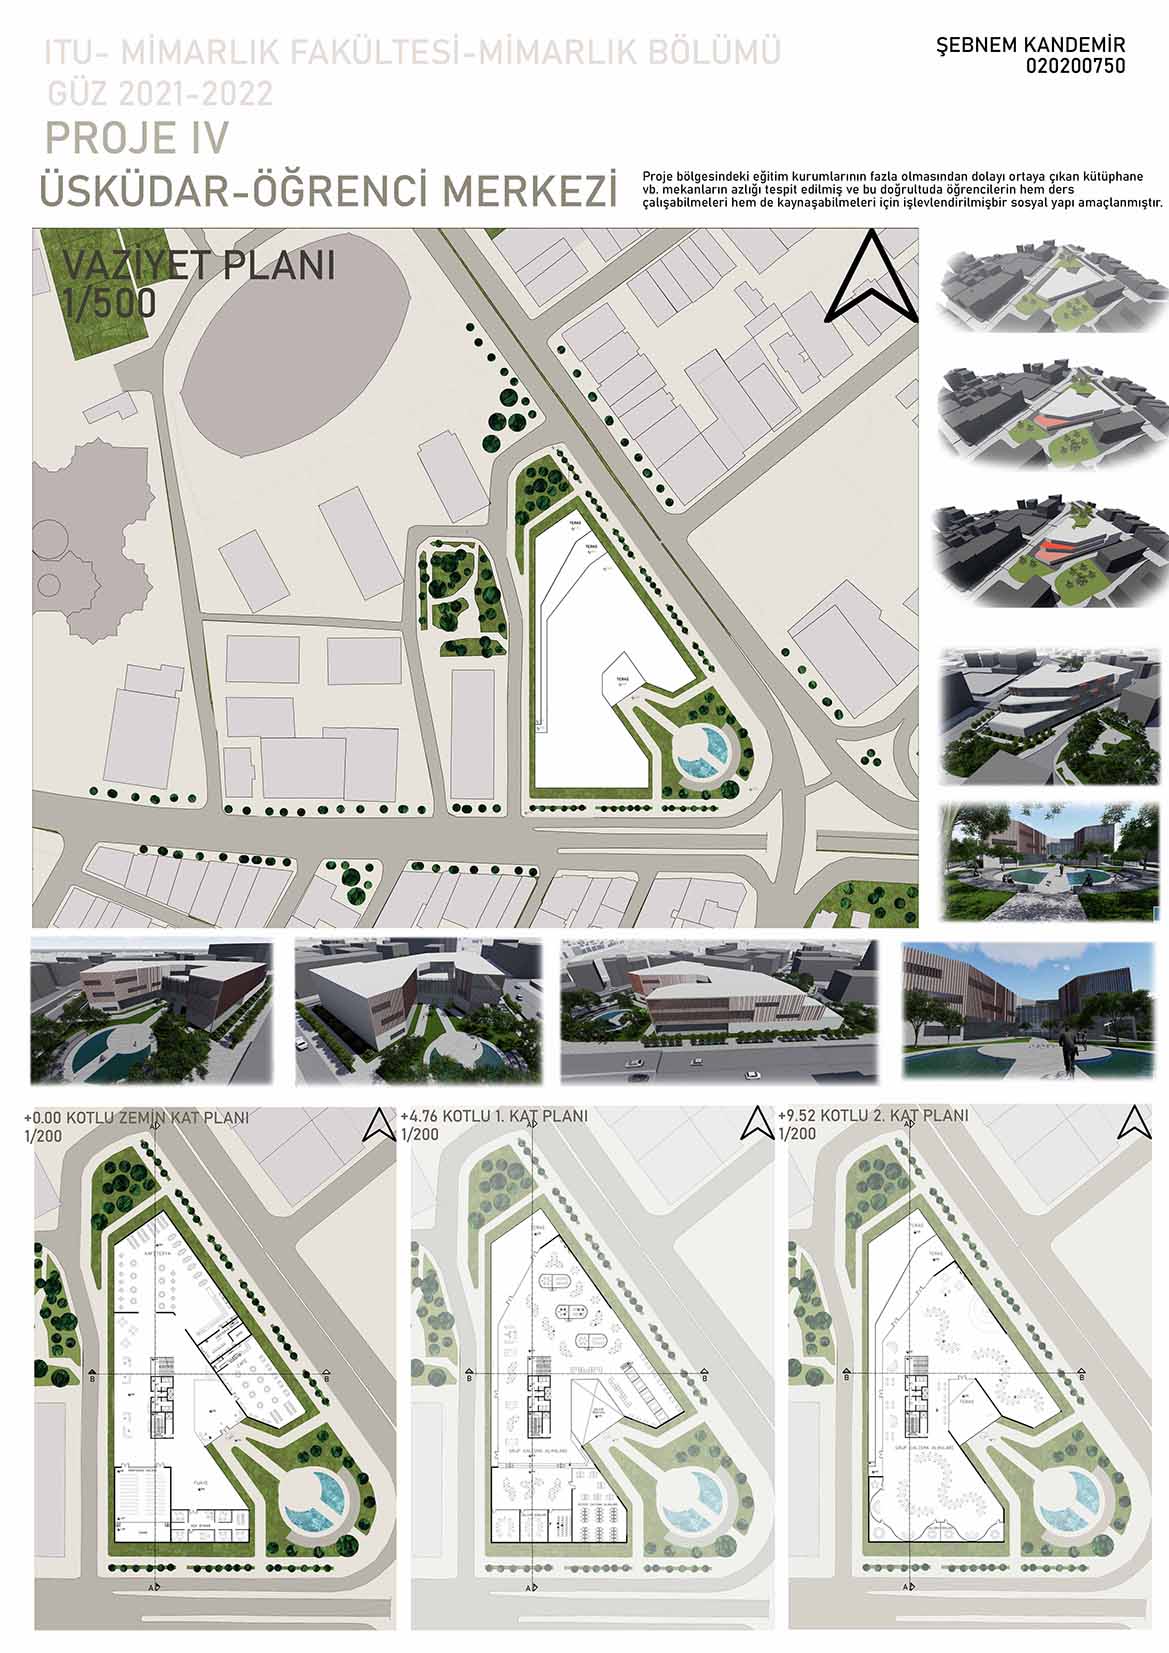 ITU- MİMARLIK FAKÜLTESİ-MİMARLIK BÖLÜMÜ
GÜZ 2021-2022
PROJE IV
ÜSKÜDAR-ÖĞRENCİ MERKEZİ
ŞEBNEM KANDEMİR
020200750
Proje bölgesindeki eğitim kurumlarının fazla olmasından dolayı ortaya çıkan kütüphane
vb. mekanların azlığı tespit edilmiş ve bu doğrultuda öğrencilerin hem ders
çalışabilmeleri hem de kaynaşabilmeleri için işlevlendirilmişbir sosyal yapı amaçlanmıştır.
VAZİYET PLANI
1/500
TERAS
TERAS
TERAS
+0.00 KOTLU ZEMİN KAT PLANI
1/200
A
KAFETERYA
B
B
CAFE
FUAYE
A
+4.76 KOTLU 1. KAT PLANI
1/200
A
TERAS
B
B
GRUP ÇALIŞMA ALANLARI
A
+9.52 KOTLU 2. KAT PLANI
1/200
A
TERAS
TERAS
B
B
TERAS
GRUP ÇALIŞMA ALANLARI
A